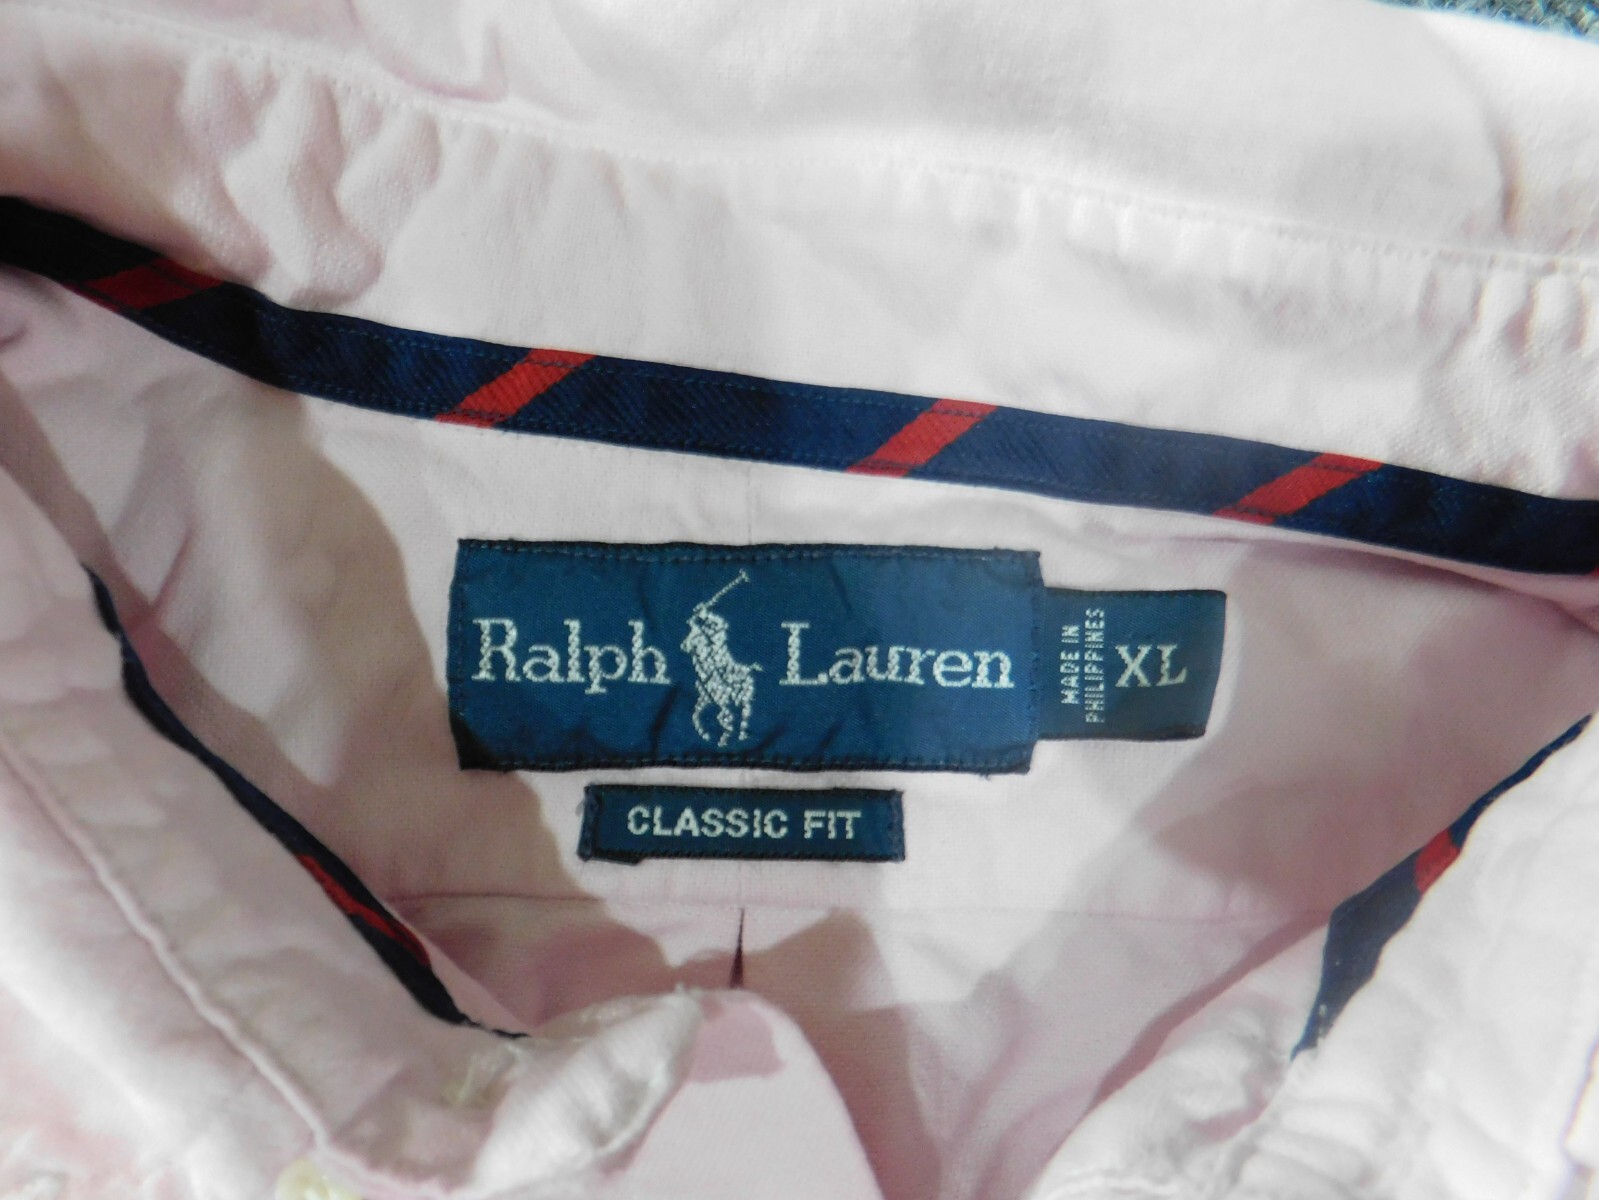 Ralph Lauren
MADE IN
PHILIPPINES
XL
CLASSIC FIT